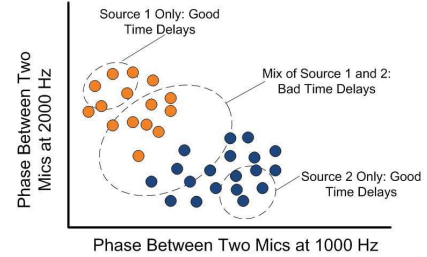 Source 1 Only: Good
Time Delays
Mix of Source 1 and 2:
Bad Time Delays
Source 2 Only: Good
Time Delays
Phase Between Two
Mics at 2000 Hz
Phase Between Two Mics at 1000 Hz